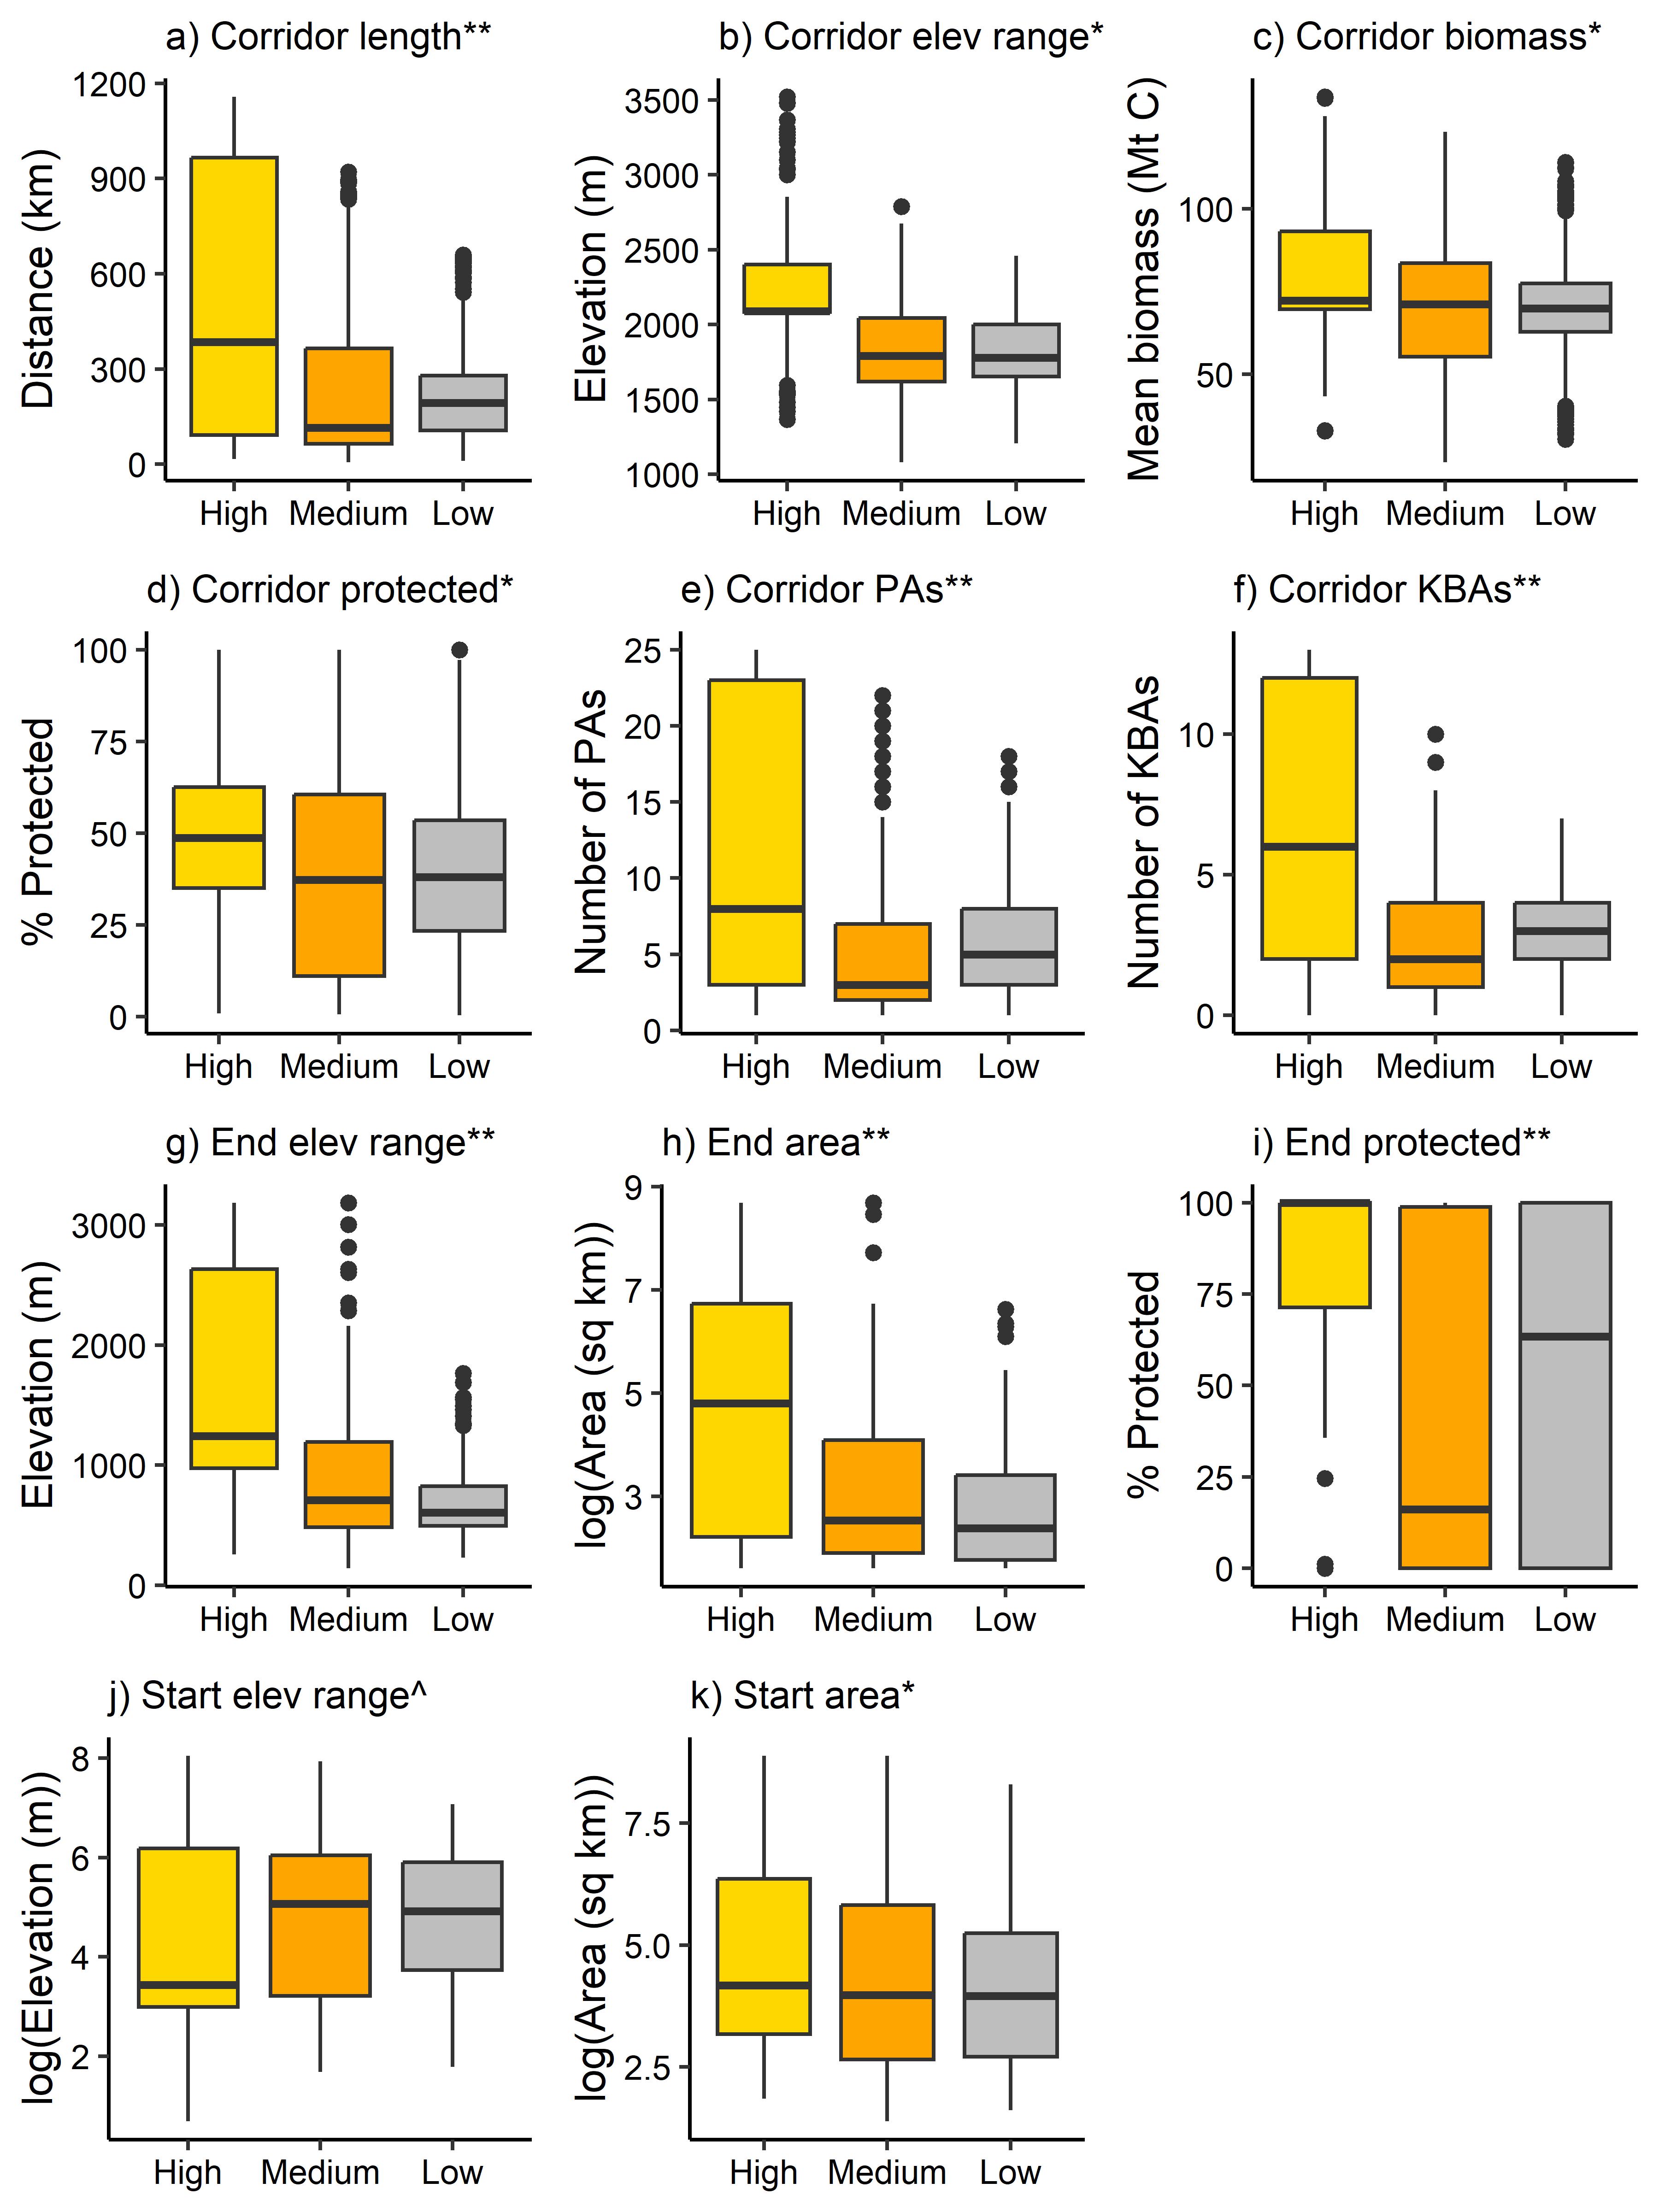 a) Corridor length**
b) Corridor elev range*
c) Corridor biomass*
Distance (km)
1200
900
600
300
0
High Medium Low
Elevation (m)
3500
3000
2500
2000
1500
1000
High Medium Low
Mean biomass (Mt C)
100
50
High Medium Low
d) Corridor protected*
e) Corridor PAs**
f) Corridor KBAs**
% Protected
100
75
50
25
0
High Medium Low
Number of PAs
25
20
15
10
5
0
High Medium Low
Number of KBAs
10
5
0
High Medium Low
g) End elev range**
h) End area**
i) End protected**
Elevation (m)
3000
2000
1000
0
High Medium Low
log(Area (sq km))
9
7
5
3
High Medium Low
% Protected
100
75
50
25
0
High Medium Low
j) Start elev range^
k) Start area*
log(Elevation (m))
8
6
4
2
High Medium Low
log(Area (sq km))
7.5
5.0
2.5
High Medium Low